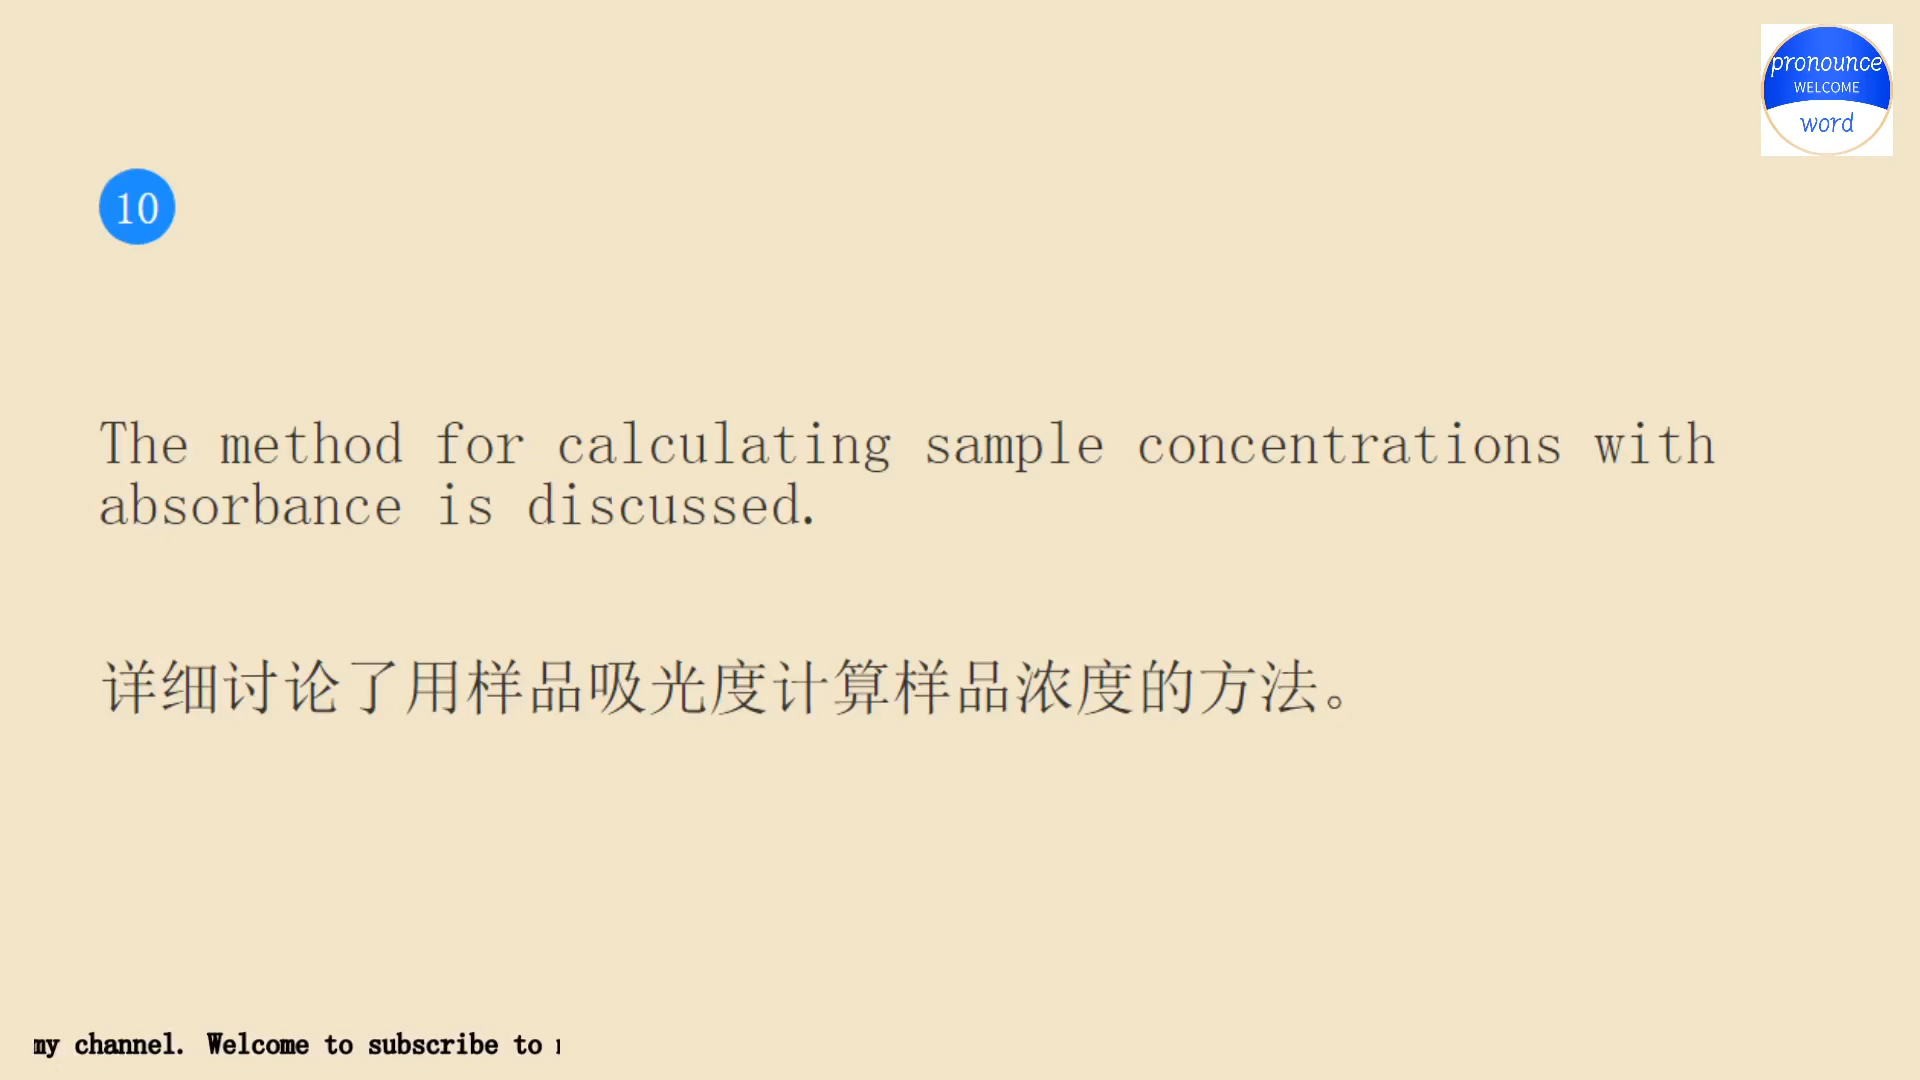 pronounce
WELCOME
word
10
The method for calculating sample concentrations with
absorbance is discussed.
详细讨论了用样品吸光度计算样品浓度的方法。
my channel. Welcome to subscribe to